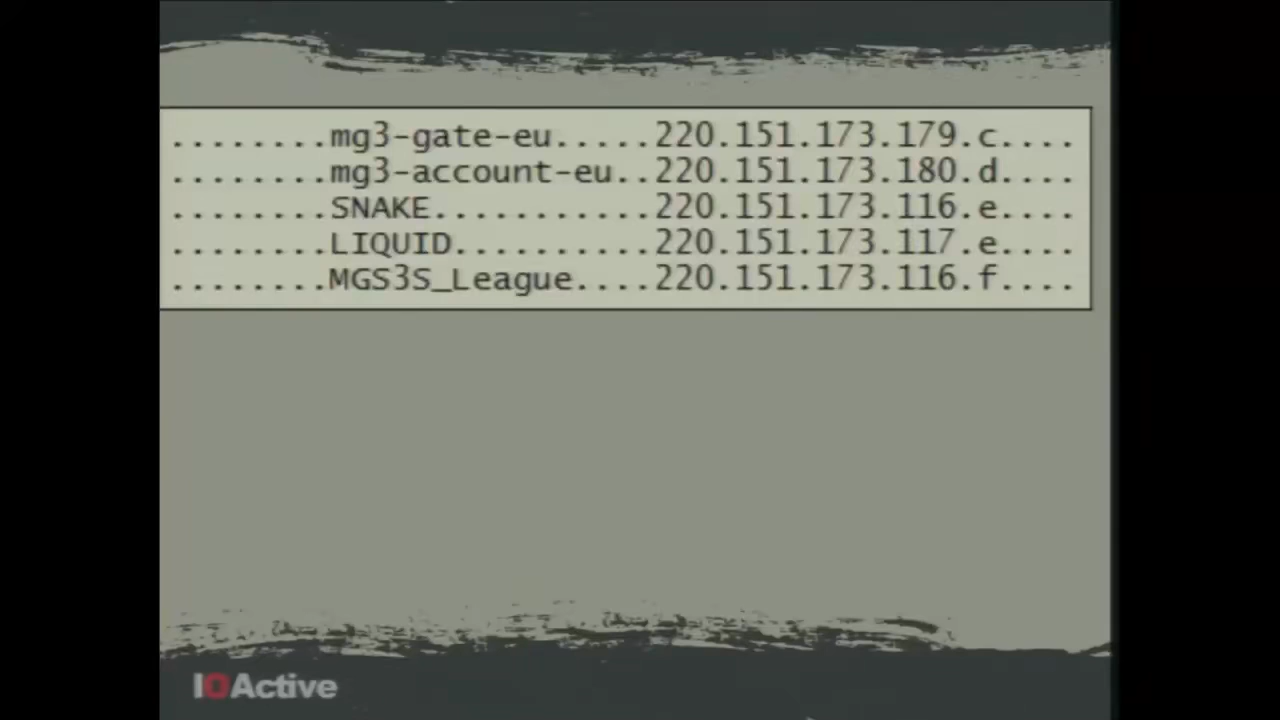 ........mg3-gate-eu.....220.151.173.179.c....
........mg3-account-eu..220.151.173.180.d....
........SNAKE...........220.151.173.116.e....
........LIQUID..........220.151.173.117.e....
........MGS3S_League....220.151.173.116.f....
IOActive